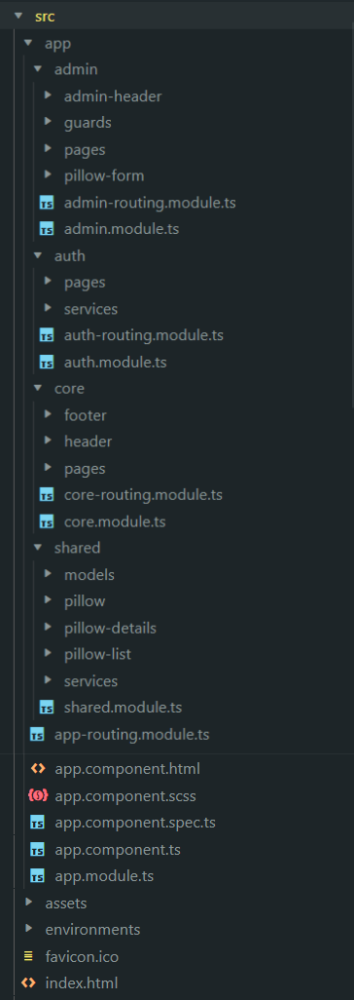 src
app
admin
admin-header
guards
pages
pillow-form
TS admin-routing.module.ts
TS admin.module.ts
auth
pages
services
TS auth-routing.module.ts
TS auth.module.ts
core
footer
header
pages
TS core-routing.module.ts
TS core.module.ts
shared
models
pillow
pillow-details
pillow-list
services
TS shared.module.ts
TS app-routing.module.ts
<> app.component.html
app.component.scss
TS app.component.spec.ts
TS app.component.ts
TS app.module.ts
assets
environments
favicon.ico
<> index.html